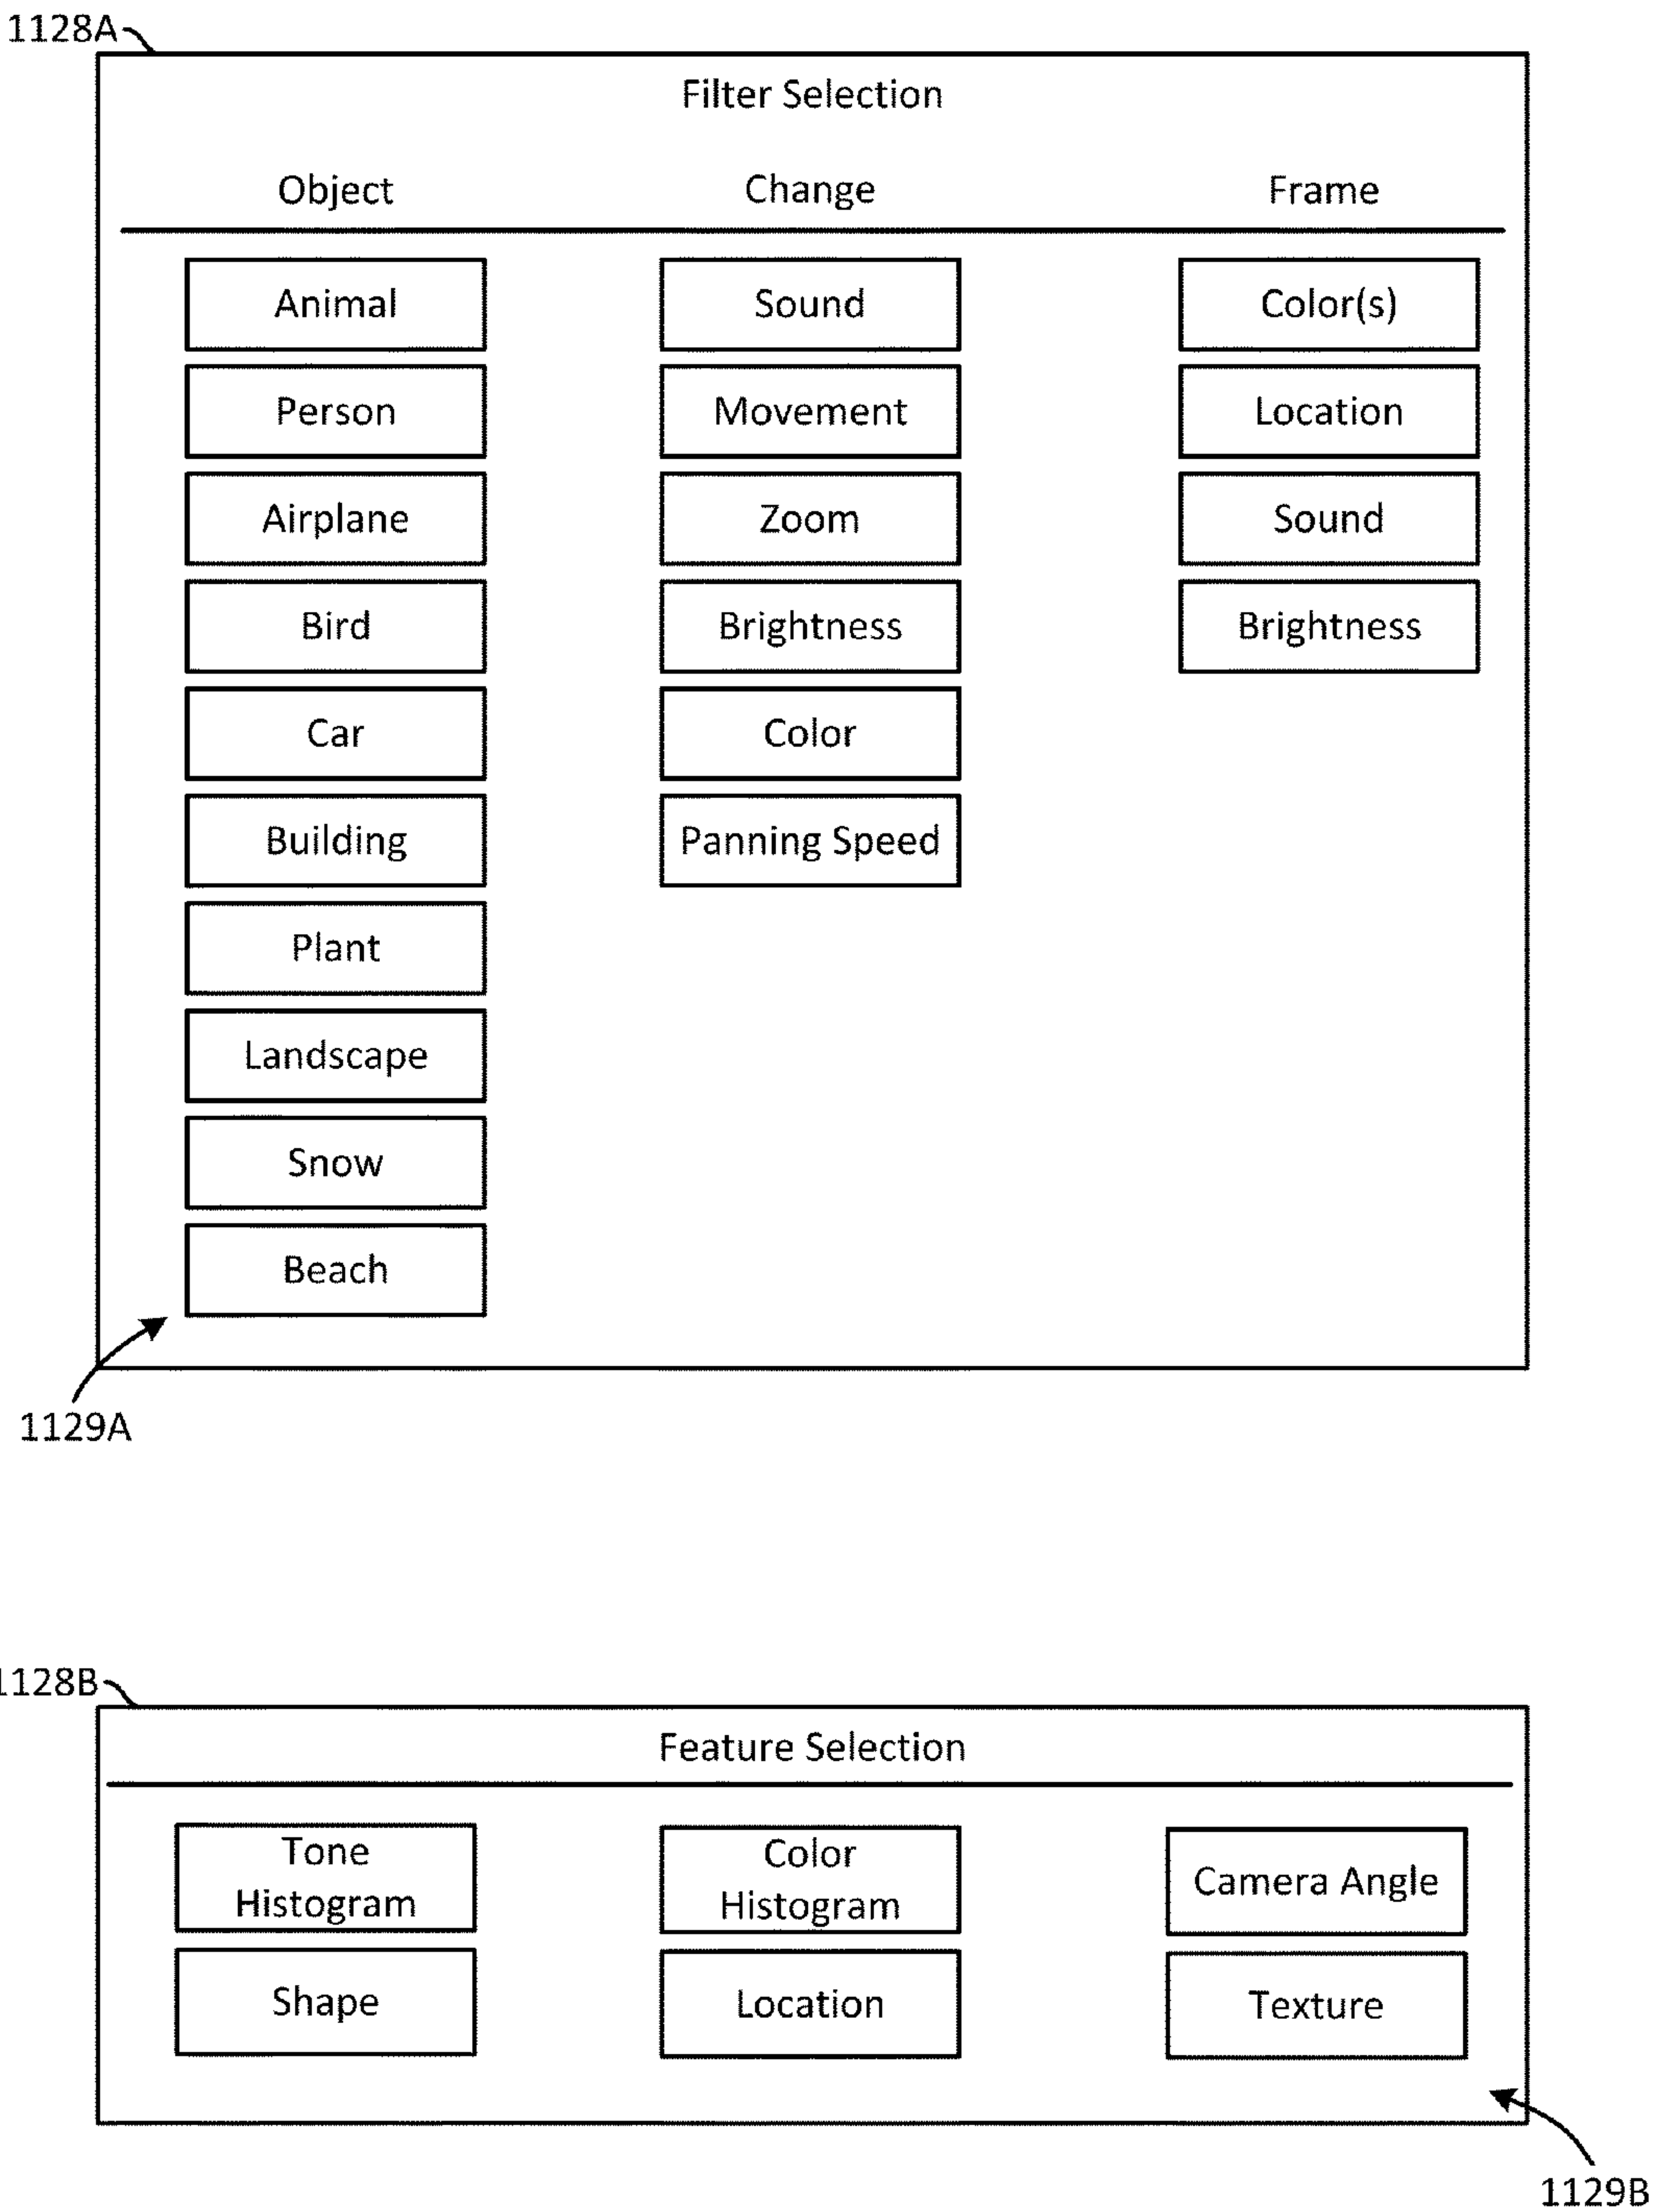 1128A
Filter Selection
Object Change Frame
Animal Sound Color(s)
Person Movement Location
Airplane Zoom Sound
Bird Brightness Brightness
Car Color
Building Panning Speed
Plant
Landscape
Snow
Beach
1129A
1128B
Feature Selection
Tone Histogram Color Histogram Camera Angle
Shape Location Texture
1129B